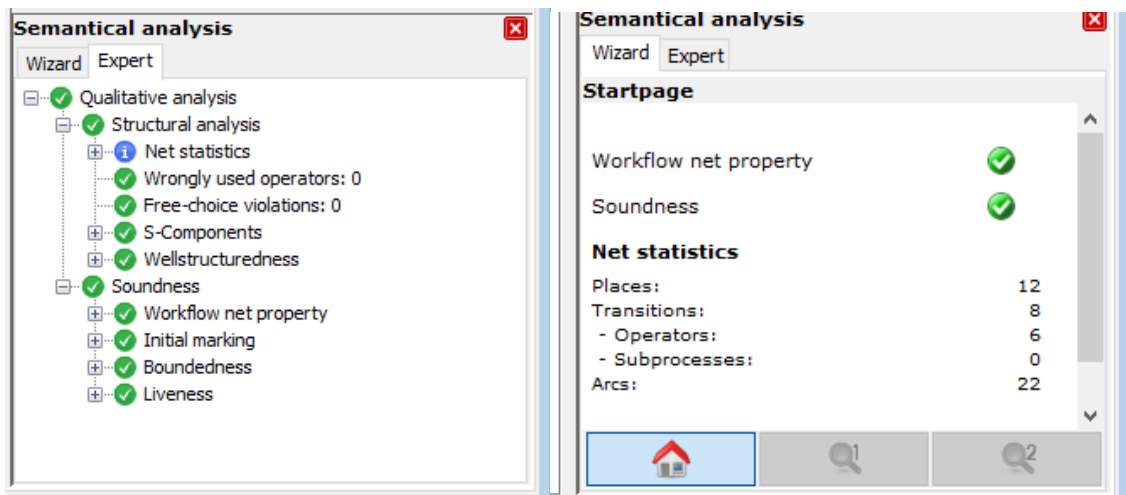 Semantical analysis
Wizard Expert
Qualitative analysis
Structural analysis
Net statistics
Wrongly used operators: 0
Free-choice violations: 0
S-Components
Wellstructuredness
Soundness
Workflow net property
Initial marking
Boundedness
Liveness
Semantical analysis
Wizard Expert
Startpage
Workflow net property
Soundness
Net statistics
Places: 12
Transitions: 8
- Operators: 6
- Subprocesses: 0
Arcs: 22
1 2